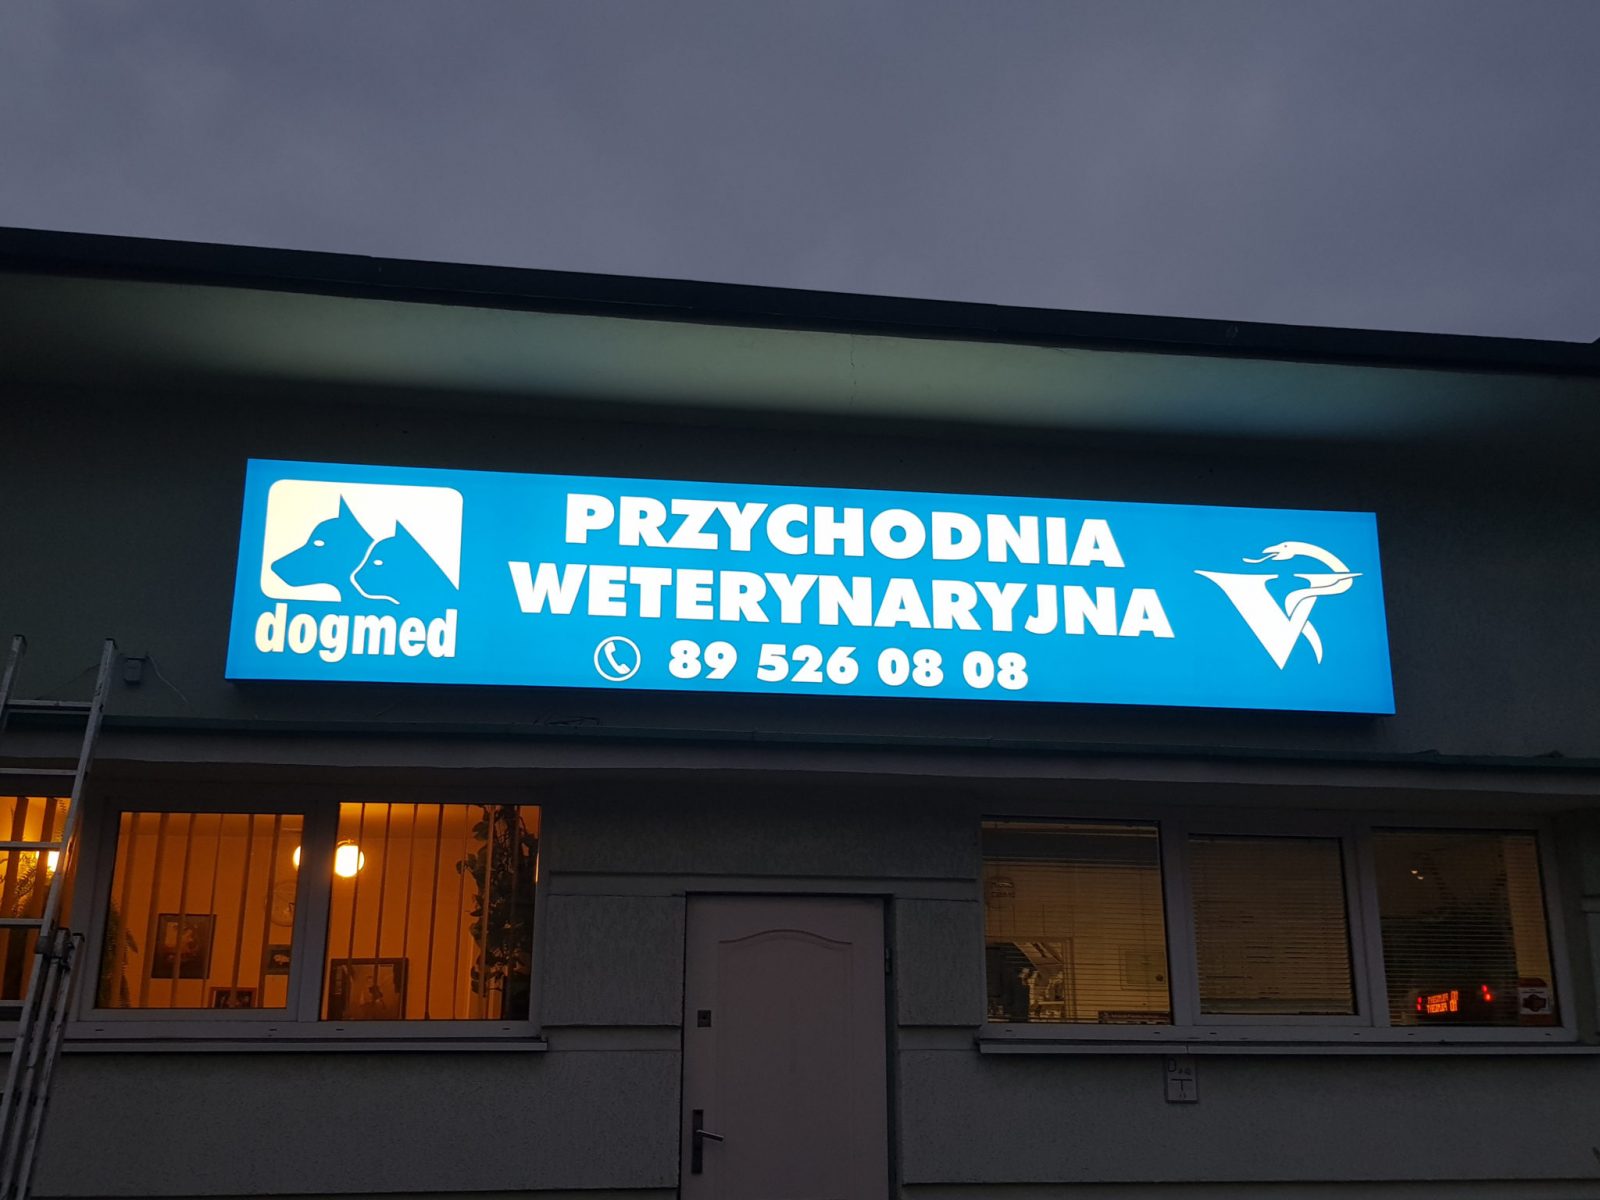 dogmed
PRZYCHODNIA
WETERYNARYJNA
89 526 08 08